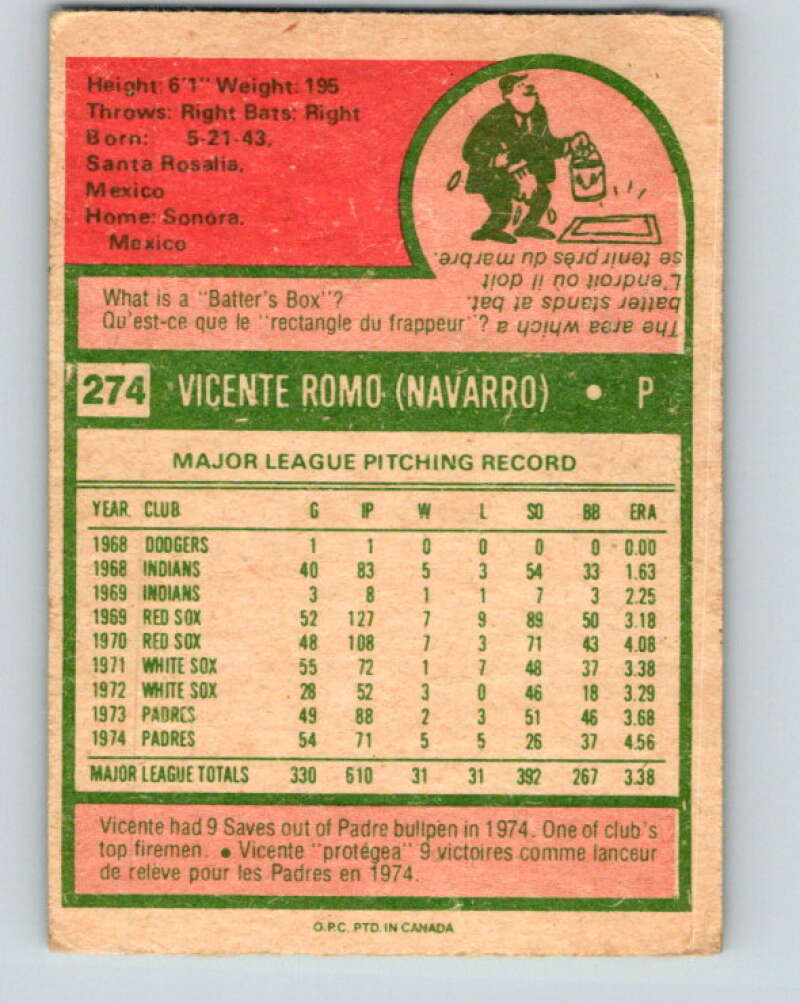 Height: 6'1" Weight: 195
Throws: Right Bats: Right
Born: 5-21-43,
Santa Rosalia,
Mexico
Home: Sonora,
Mexico
What is a "Batter's Box"?
Qu'est-ce que le "rectangle du frappeur"?
The area which a
batter stands at bat.
L'endroit où il doit
se tenir près du marbre.
274 VICENTE ROMO (NAVARRO) • P
MAJOR LEAGUE PITCHING RECORD
YEAR CLUB G IP W L SO BB ERA
1968 DODGERS 1 1 0 0 0 0 0.00
1968 INDIANS 40 83 5 3 54 33 1.63
1969 INDIANS 3 8 1 1 7 3 2.25
1969 RED SOX 52 127 7 9 89 50 3.18
1970 RED SOX 48 108 7 3 71 43 4.08
1971 WHITE SOX 55 72 1 7 48 37 3.38
1972 WHITE SOX 28 52 3 0 46 18 3.29
1973 PADRES 49 88 2 3 51 46 3.68
1974 PADRES 54 71 5 5 26 37 4.56
MAJOR LEAGUE TOTALS 330 610 31 31 392 267 3.38
Vicente had 9 Saves out of Padre bullpen in 1974. One of club's
top firemen. • Vicente "protégea" 9 victoires comme lanceur
de relève pour les Padres en 1974.
O.P.C. PTD. IN CANADA